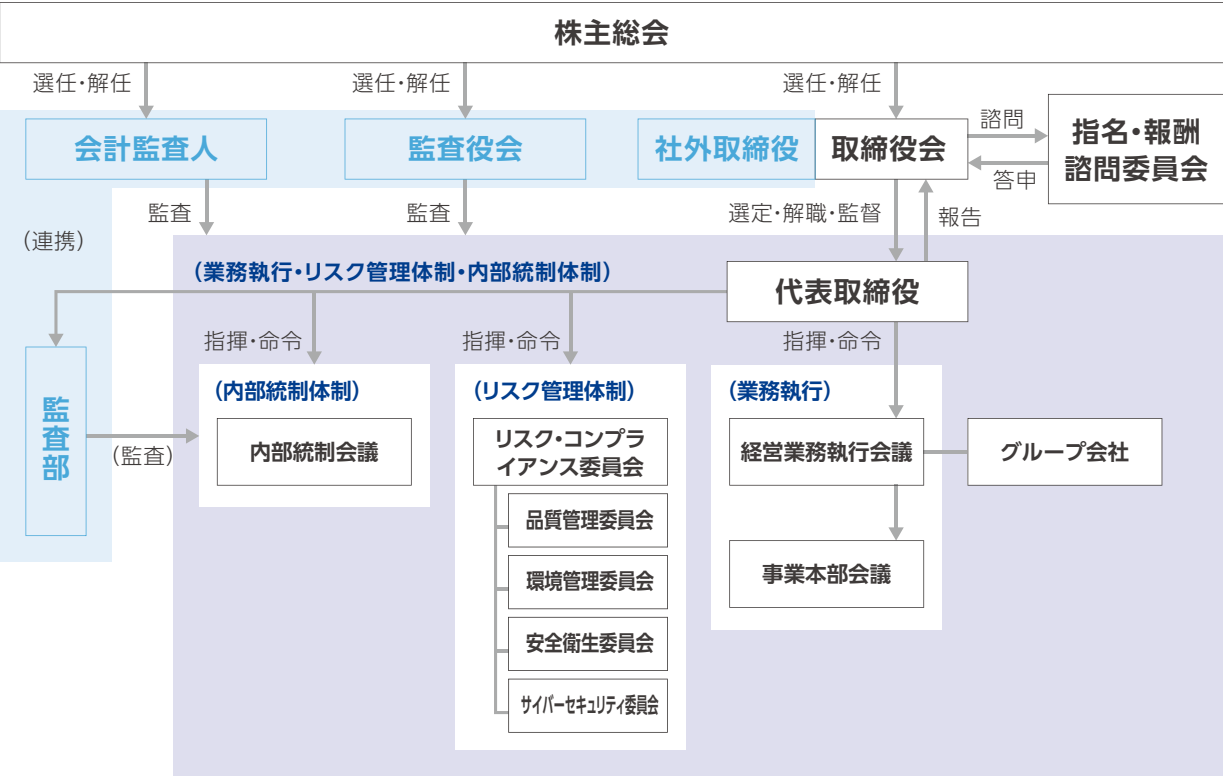 株主総会
選任・解任
選任・解任
選任・解任
会計監査人
監査役会
社外取締役
取締役会
諮問
答申
指名・報酬
諮問委員会
監査
監査
選定・解職・監督
報告
（連携）
（業務執行・リスク管理体制・内部統制体制）
代表取締役
指揮・命令
指揮・命令
指揮・命令
監査部
（監査）
（内部統制体制）
内部統制会議
（リスク管理体制）
リスク・コンプラ
イアンス委員会
品質管理委員会
環境管理委員会
安全衛生委員会
サイバーセキュリティ委員会
（業務執行）
経営業務執行会議
グループ会社
事業本部会議